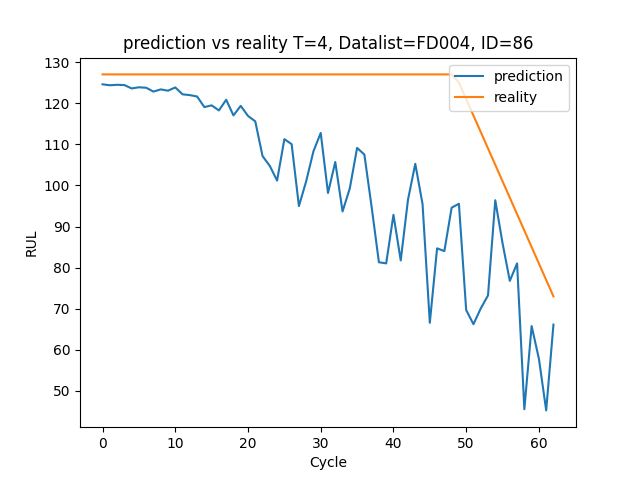 prediction vs reality T=4, Datalist=FD004, ID=86
prediction
reality
RUL
130
120
110
100
90
80
70
60
50
0 10 20 30 40 50 60
Cycle